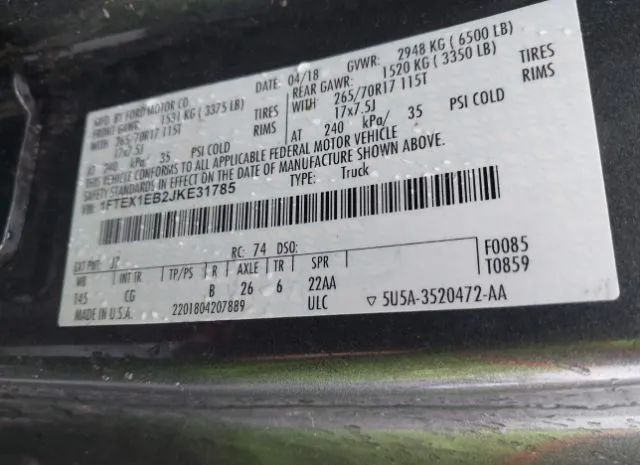 MFD. BY FORD MOTOR CO. DATE: 04/18 GVWR: 2948 KG ( 6500 LB)
FRONT GAWR: 1531 KG ( 3375 LB) REAR GAWR: 1520 KG ( 3350 LB)
WITH 265/70R17 115T TIRES WITH 265/70R17 115T TIRES
17x7.5J RIMS 17x7.5J RIMS
AT 240 kPa/ 35 PSI COLD AT 240 kPa/ 35 PSI COLD
THIS VEHICLE CONFORMS TO ALL APPLICABLE FEDERAL MOTOR VEHICLE
SAFETY STANDARDS IN EFFECT ON THE DATE OF MANUFACTURE SHOWN ABOVE.
VIN: 1FTEX1EB2JKE31785 TYPE: Truck
EXT PNT: J7 RC: 74 DSO: F0085
WB INT TR TP/PS R AXLE TR SPR T0859
145 CG B 26 6 22AA
2201804207889 ULC ▽ 5U5A-3520472-AA